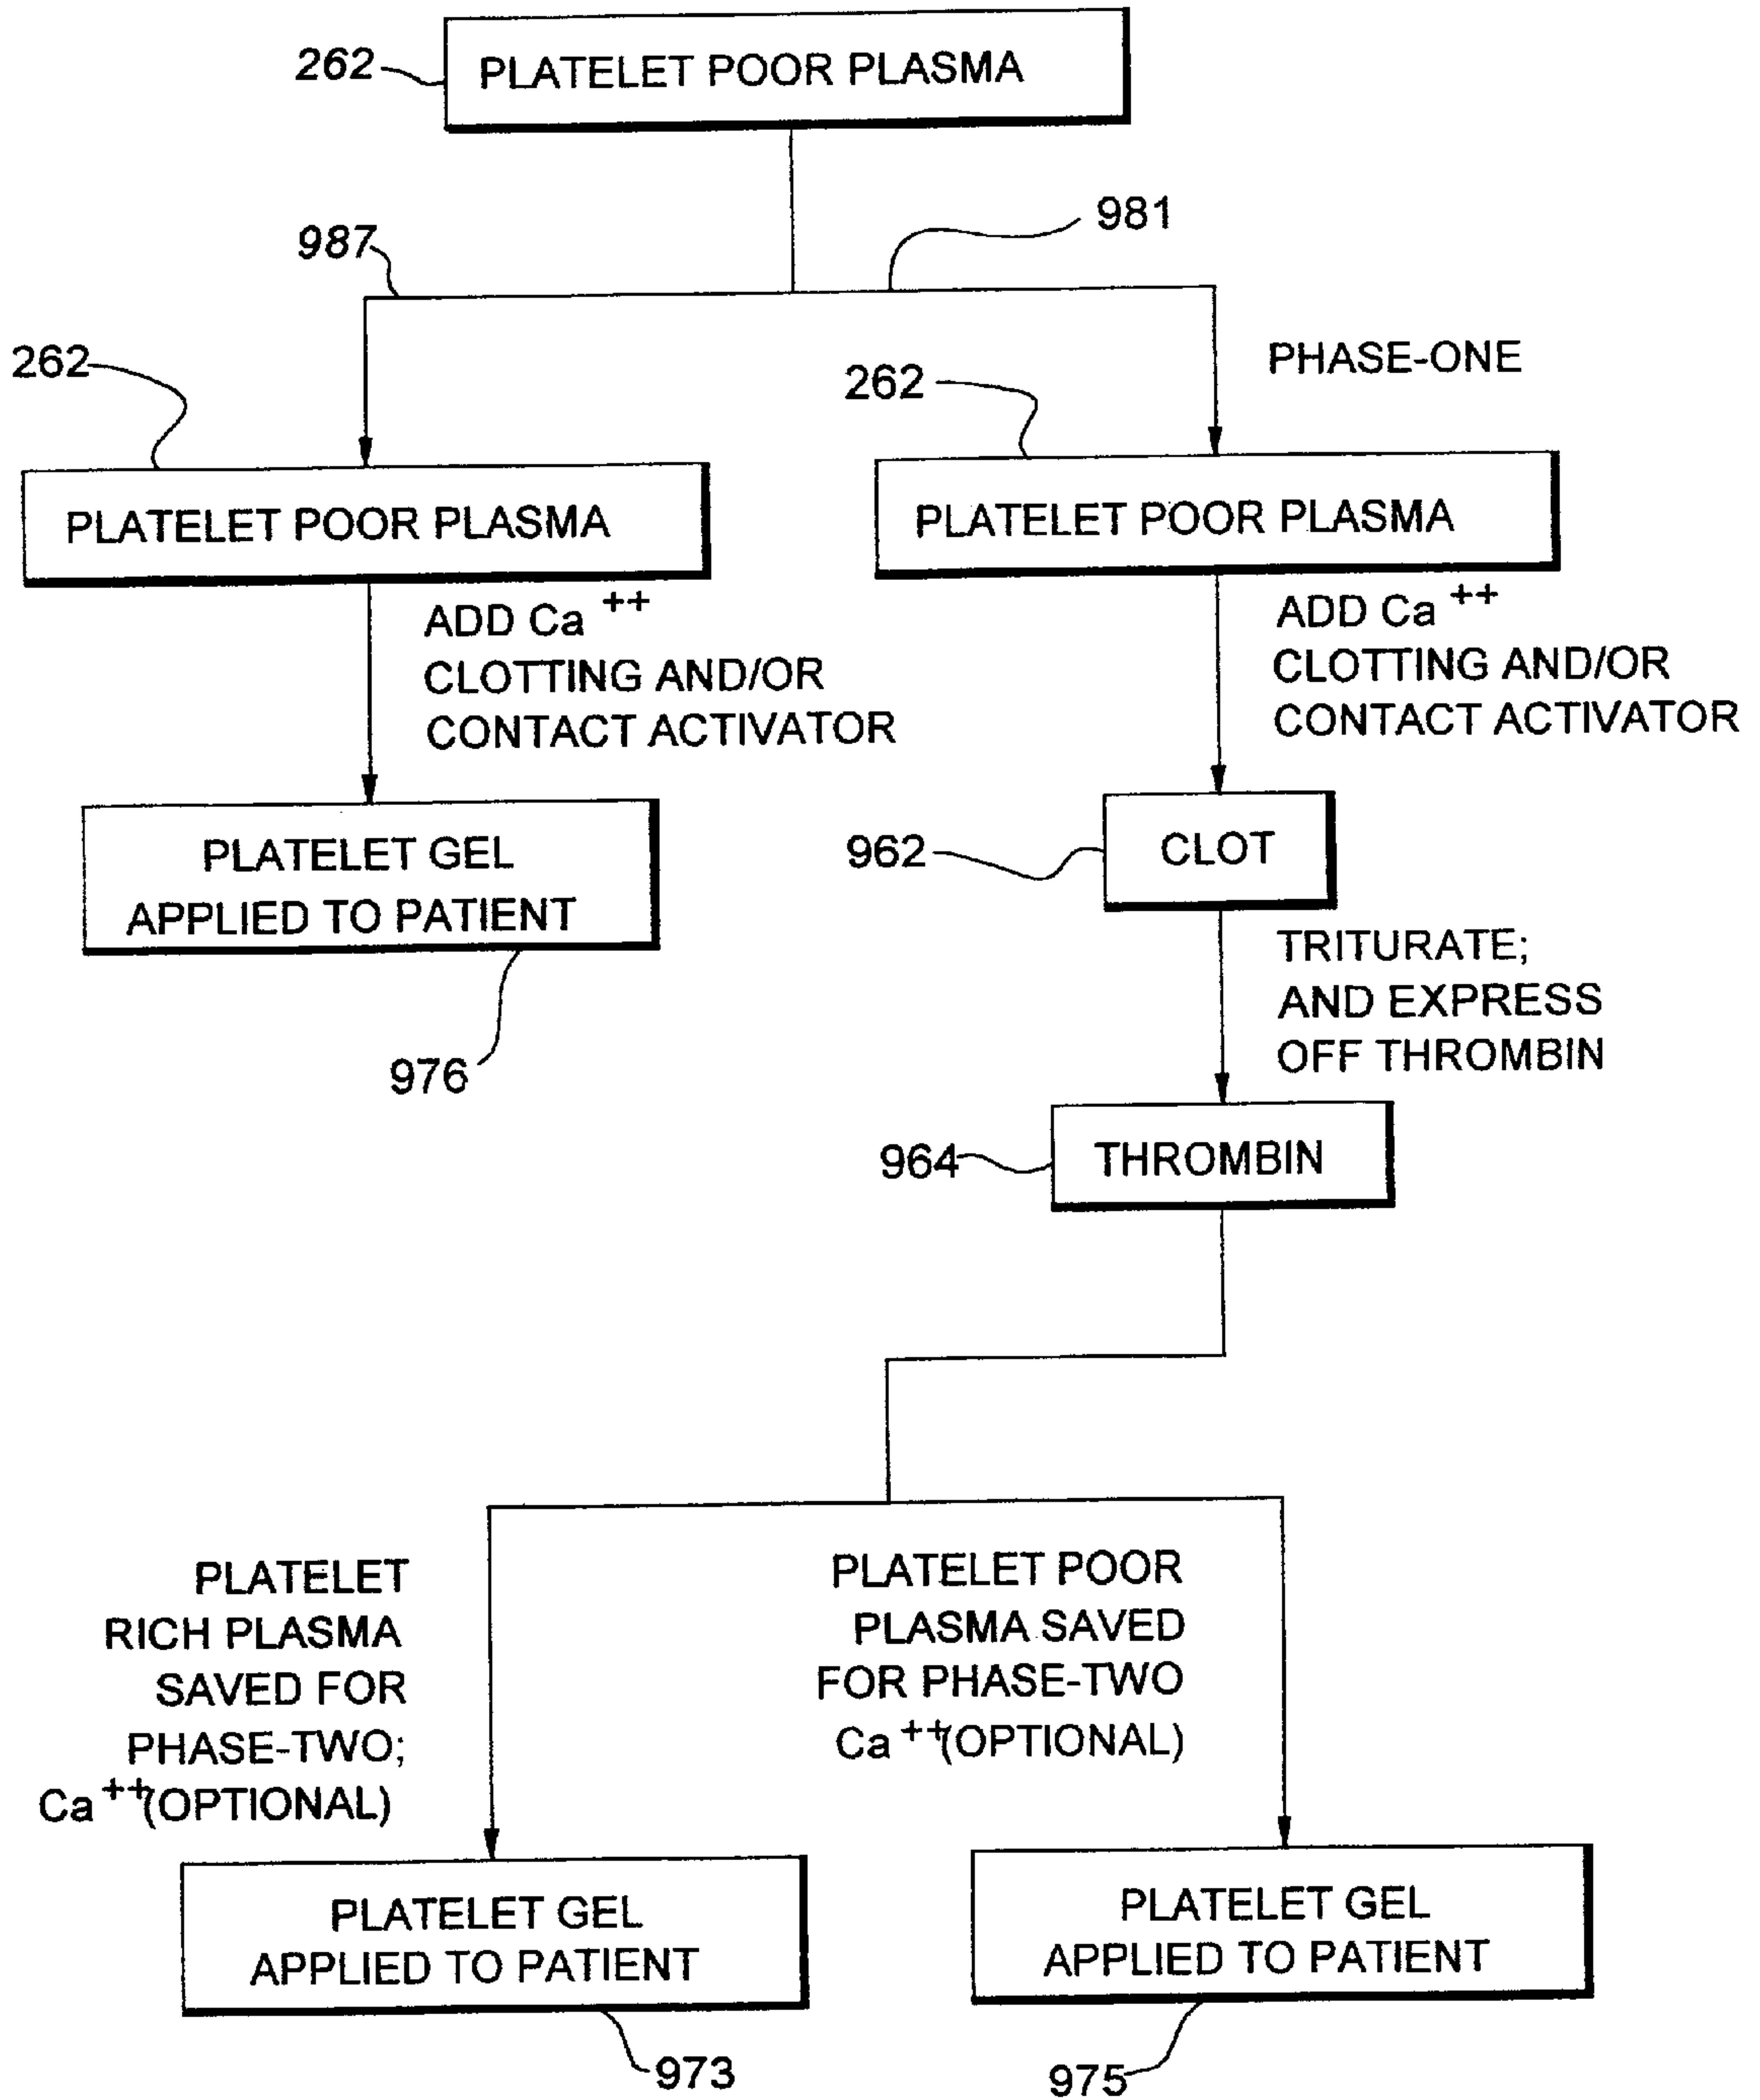 262
PLATELET POOR PLASMA
987
981
PHASE-ONE
262
PLATELET POOR PLASMA
262
PLATELET POOR PLASMA
ADD Ca ++
CLOTTING AND/OR
CONTACT ACTIVATOR
ADD Ca ++
CLOTTING AND/OR
CONTACT ACTIVATOR
PLATELET GEL
APPLIED TO PATIENT
976
962
CLOT
TRITURATE;
AND EXPRESS
OFF THROMBIN
964
THROMBIN
PLATELET
RICH PLASMA
SAVED FOR
PHASE-TWO;
Ca ++(OPTIONAL)
PLATELET POOR
PLASMA SAVED
FOR PHASE-TWO
Ca ++(OPTIONAL)
PLATELET GEL
APPLIED TO PATIENT
973
PLATELET GEL
APPLIED TO PATIENT
975